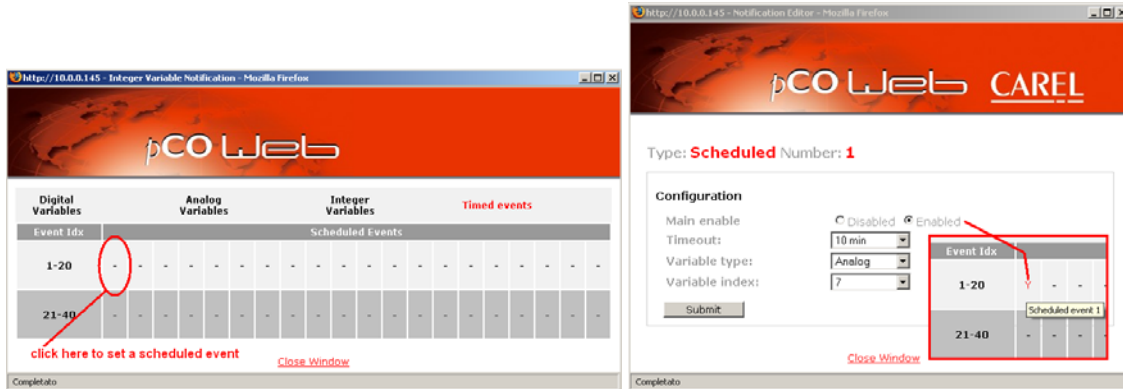 http://10.0.0.145 - Integer Variable Notification - Mozilla Firefox
pCO Web
Digital Variables Analog Variables Integer Variables Timed events
Event Idx Scheduled Events
1-20 - - - - - - - - - - - - - - - - - - - -
21-40 - - - - - - - - - - - - - - - - - - - -
click here to set a scheduled event
Close Window
Completato
http://10.0.0.145 - Notification Editor - Mozilla Firefox
pCO Web CAREL
Type: Scheduled Number: 1
Configuration
Main enable Disabled Enabled
Timeout: 10 min
Variable type: Analog
Variable index: 7
Submit
Event Idx
1-20 Y - - -
Scheduled event 1
21-40 - - - -
Close Window
Completato